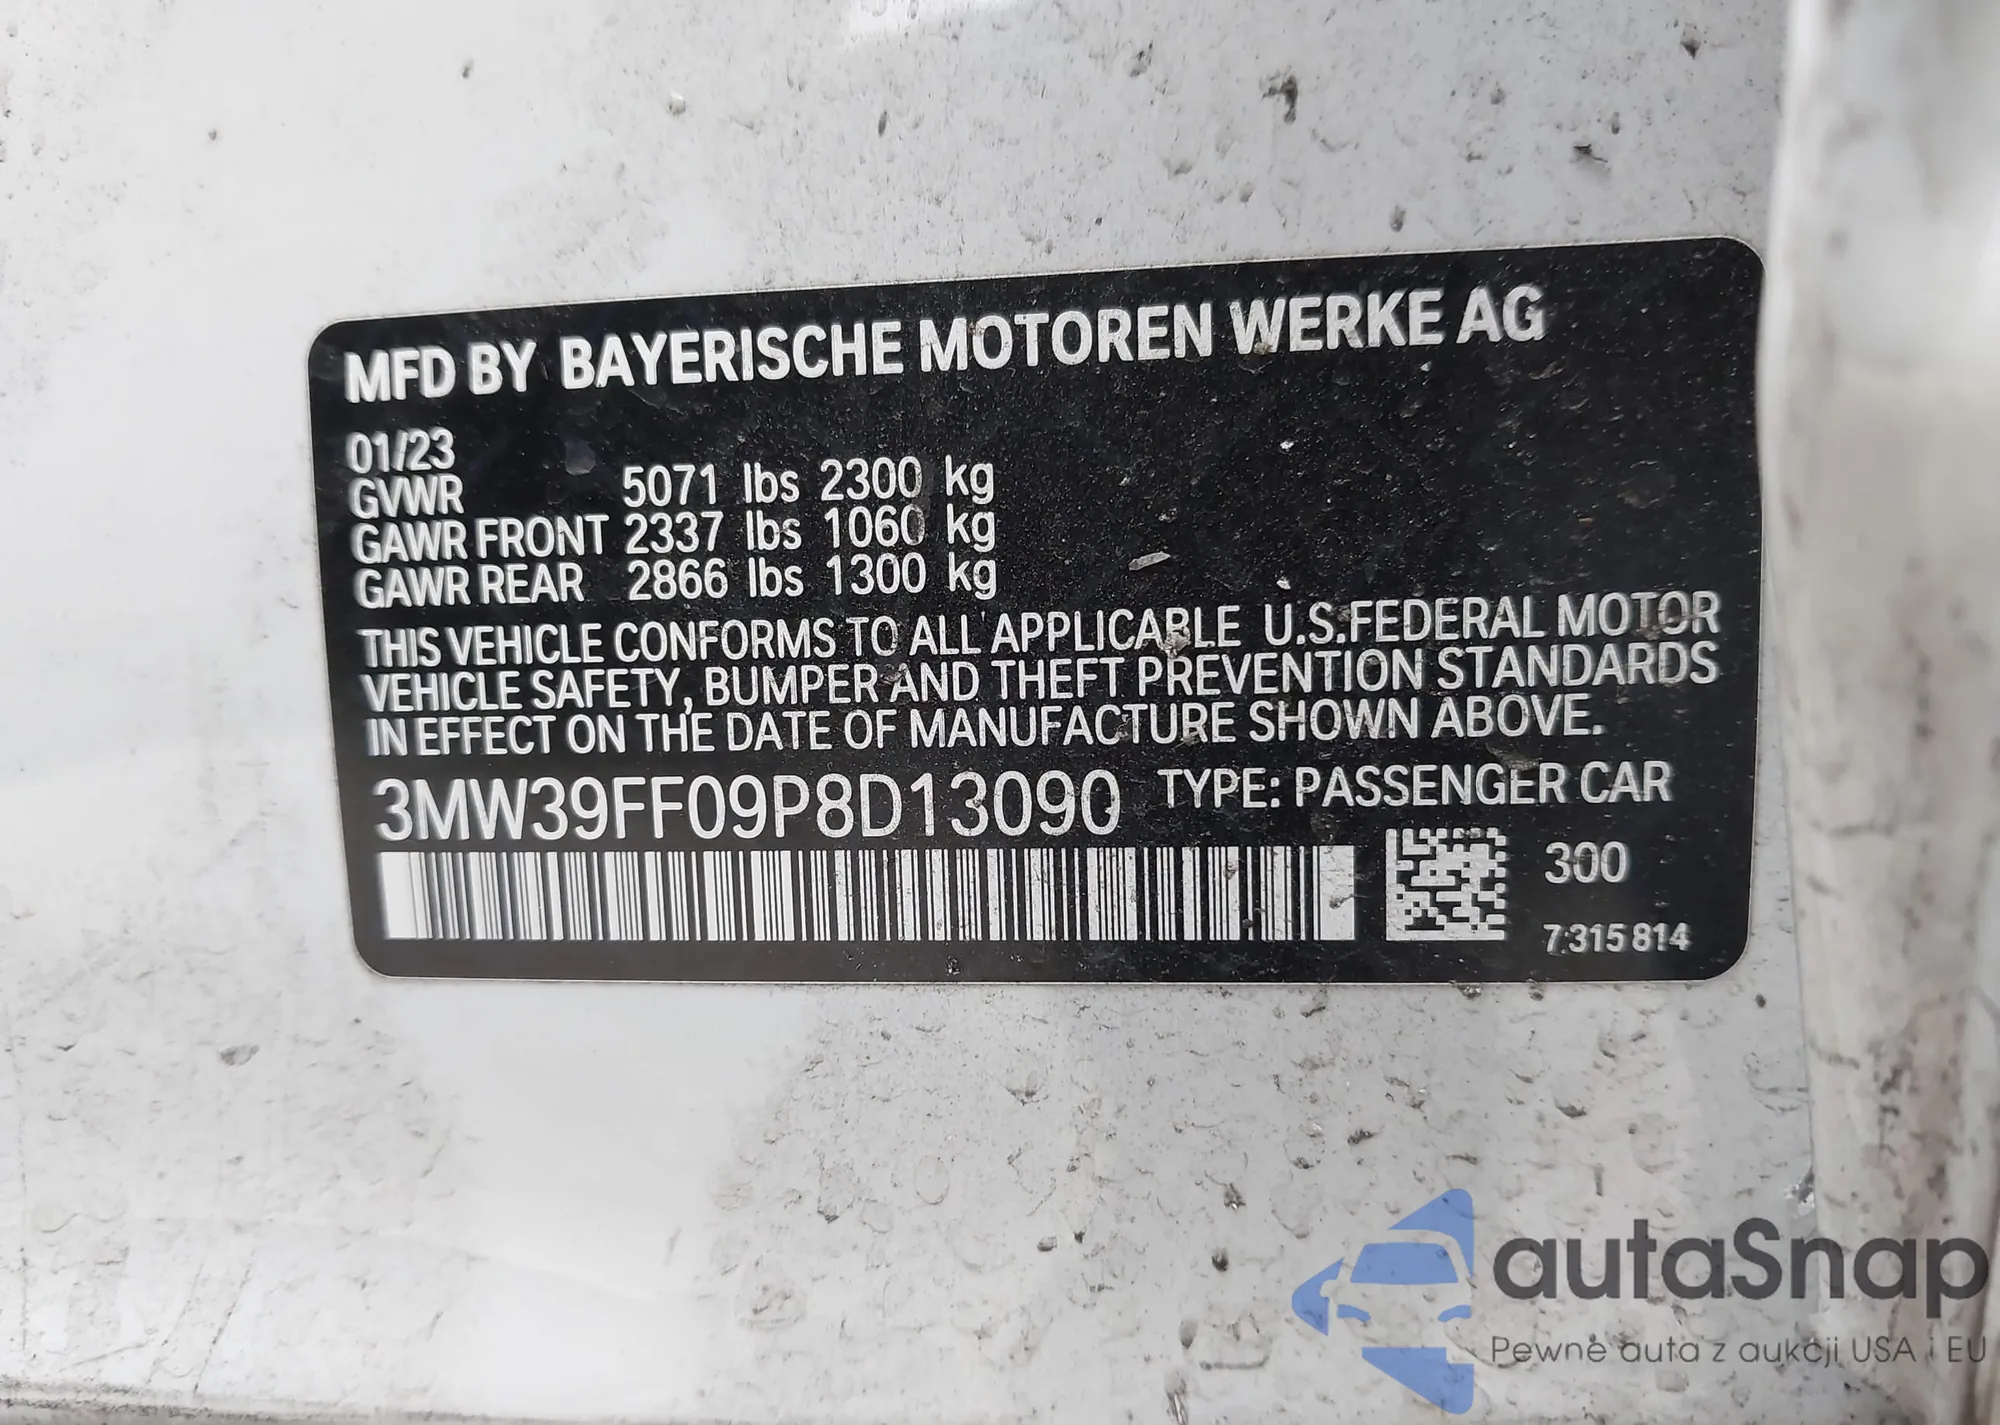 MFD BY BAYERISCHE MOTOREN WERKE AG
01/23
GVWR 5071 lbs 2300 kg
GAWR FRONT 2337 lbs 1060 kg
GAWR REAR 2866 lbs 1300 kg
THIS VEHICLE CONFORMS TO ALL APPLICABLE U.S.FEDERAL MOTOR
VEHICLE SAFETY, BUMPER AND THEFT PREVENTION STANDARDS
IN EFFECT ON THE DATE OF MANUFACTURE SHOWN ABOVE.
3MW39FF09P8D13090 TYPE: PASSENGER CAR
300
7 315 814
autaSnap
Pewne auta z aukcji USA i EU